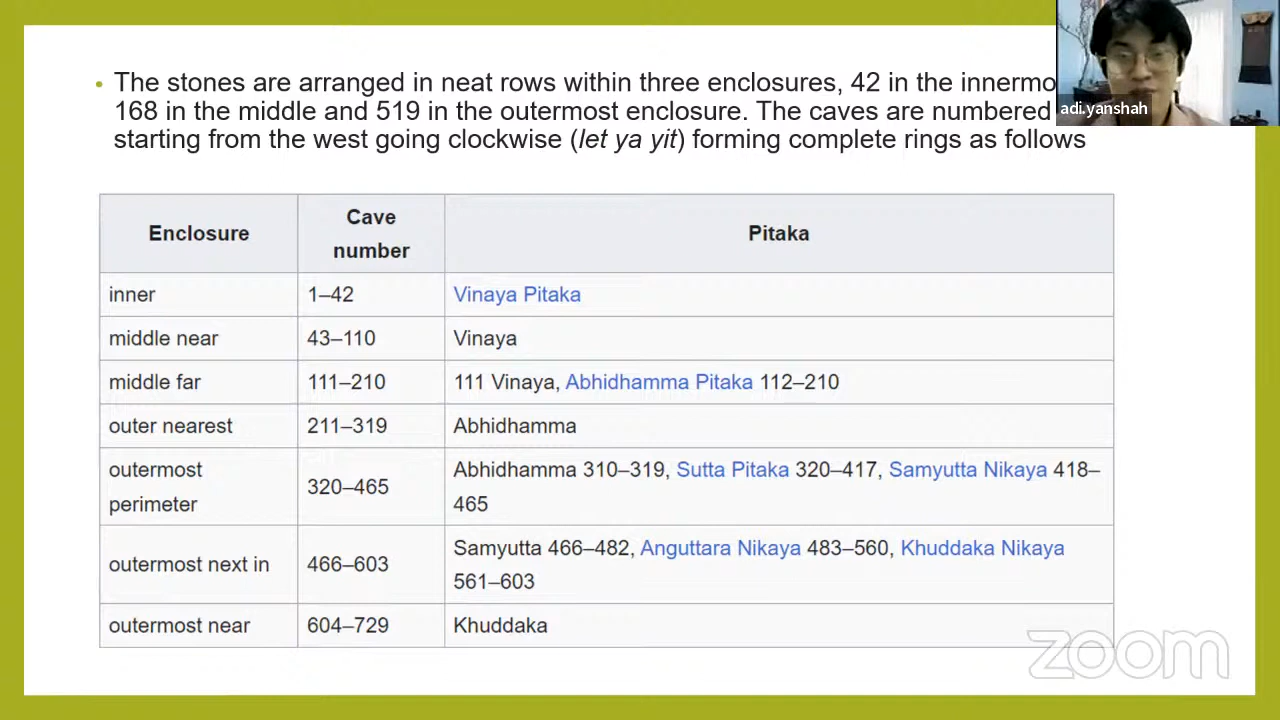 • The stones are arranged in neat rows within three enclosures, 42 in the
168 in the middle and 519 in the outermost enclosure. The caves are numbered
starting from the west going clockwise (let ya yit) forming complete rings as follows
adi.yanshah
Enclosure Cave number Pitaka
inner 1–42 Vinaya Pitaka
middle near 43–110 Vinaya
middle far 111–210 111 Vinaya, Abhidhamma Pitaka 112–210
outer nearest 211–319 Abhidhamma
outermost perimeter 320–465 Abhidhamma 310–319, Sutta Pitaka 320–417, Samyutta Nikaya 418–
465
outermost next in 466–603 Samyutta 466–482, Anguttara Nikaya 483–560, Khuddaka Nikaya
561–603
outermost near 604–729 Khuddaka
zoom